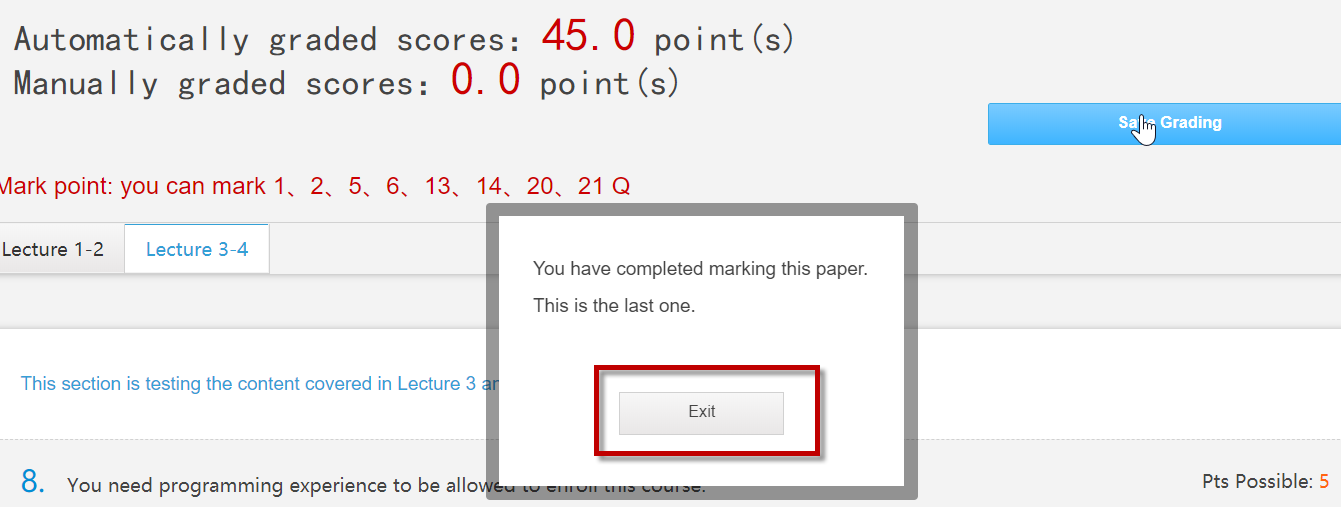 Automatically graded scores: 45.0 point(s)
Manually graded scores: 0.0 point(s)
Grading
Mark point: you can mark 1、2、5、6、13、14、20、21 Q
Lecture 1-2
Lecture 3-4
You have completed marking this paper.
This is the last one.
This section is testing the content covered in Lecture 3
Exit
8. You need programming experience to be allowed to enroll this course.
Pts Possible: 5